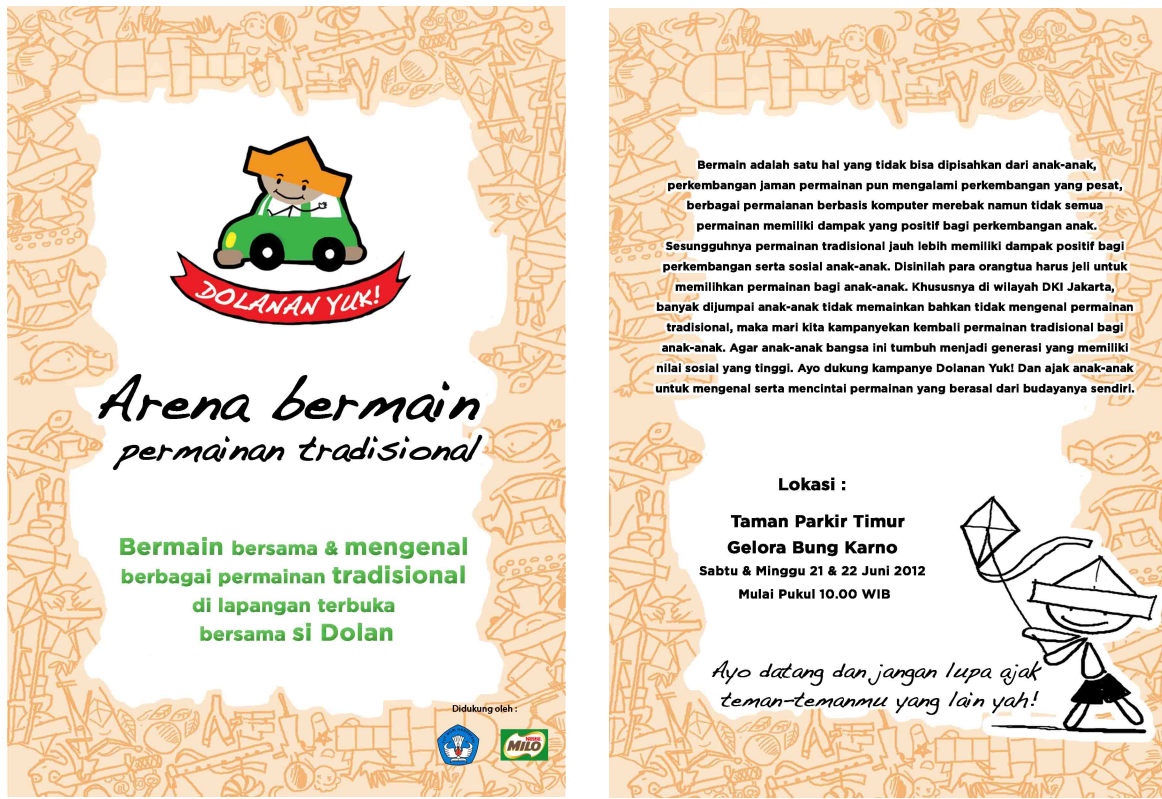 DOLANAN YUK!
Arena bermain
permainan tradisional
Bermain bersama & mengenal
berbagai permainan tradisional
di lapangan terbuka
bersama si Dolan
Didukung oleh :
NESTLÉ
MILO
Bermain adalah satu hal yang tidak bisa dipisahkan dari anak-anak,
perkembangan jaman permainan pun mengalami perkembangan yang pesat,
berbagai permaianan berbasis komputer merebak namun tidak semua
permainan memiliki dampak yang positif bagi perkembangan anak.
Sesungguhnya permainan tradisional jauh lebih memiliki dampak positif bagi
perkembangan serta sosial anak-anak. Disinilah para orangtua harus jeli untuk
memilihkan permainan bagi anak-anak. Khususnya di wilayah DKI Jakarta,
banyak dijumpai anak-anak tidak memainkan bahkan tidak mengenal permainan
tradisional, maka mari kita kampanyekan kembali permainan tradisional bagi
anak-anak. Agar anak-anak bangsa ini tumbuh menjadi generasi yang memiliki
nilai sosial yang tinggi. Ayo dukung kampanye Dolanan Yuk! Dan ajak anak-anak
untuk mengenal serta mencintai permainan yang berasal dari budayanya sendiri.
Lokasi :
Taman Parkir Timur
Gelora Bung Karno
Sabtu & Minggu 21 & 22 Juni 2012
Mulai Pukul 10.00 WIB
Ayo datang dan jangan lupa ajak
teman-temanmu yang lain yah!